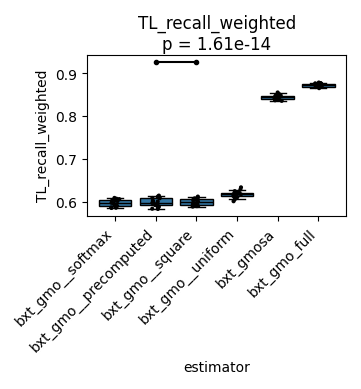 TL_recall_weighted
p = 1.61e-14
TL_recall_weighted
0.9
0.8
0.7
0.6
bxt_gmo__softmax
bxt_gmo__precomputed
bxt_gmo__square
bxt_gmo__uniform
bxt_gmosa
bxt_gmo_full
estimator